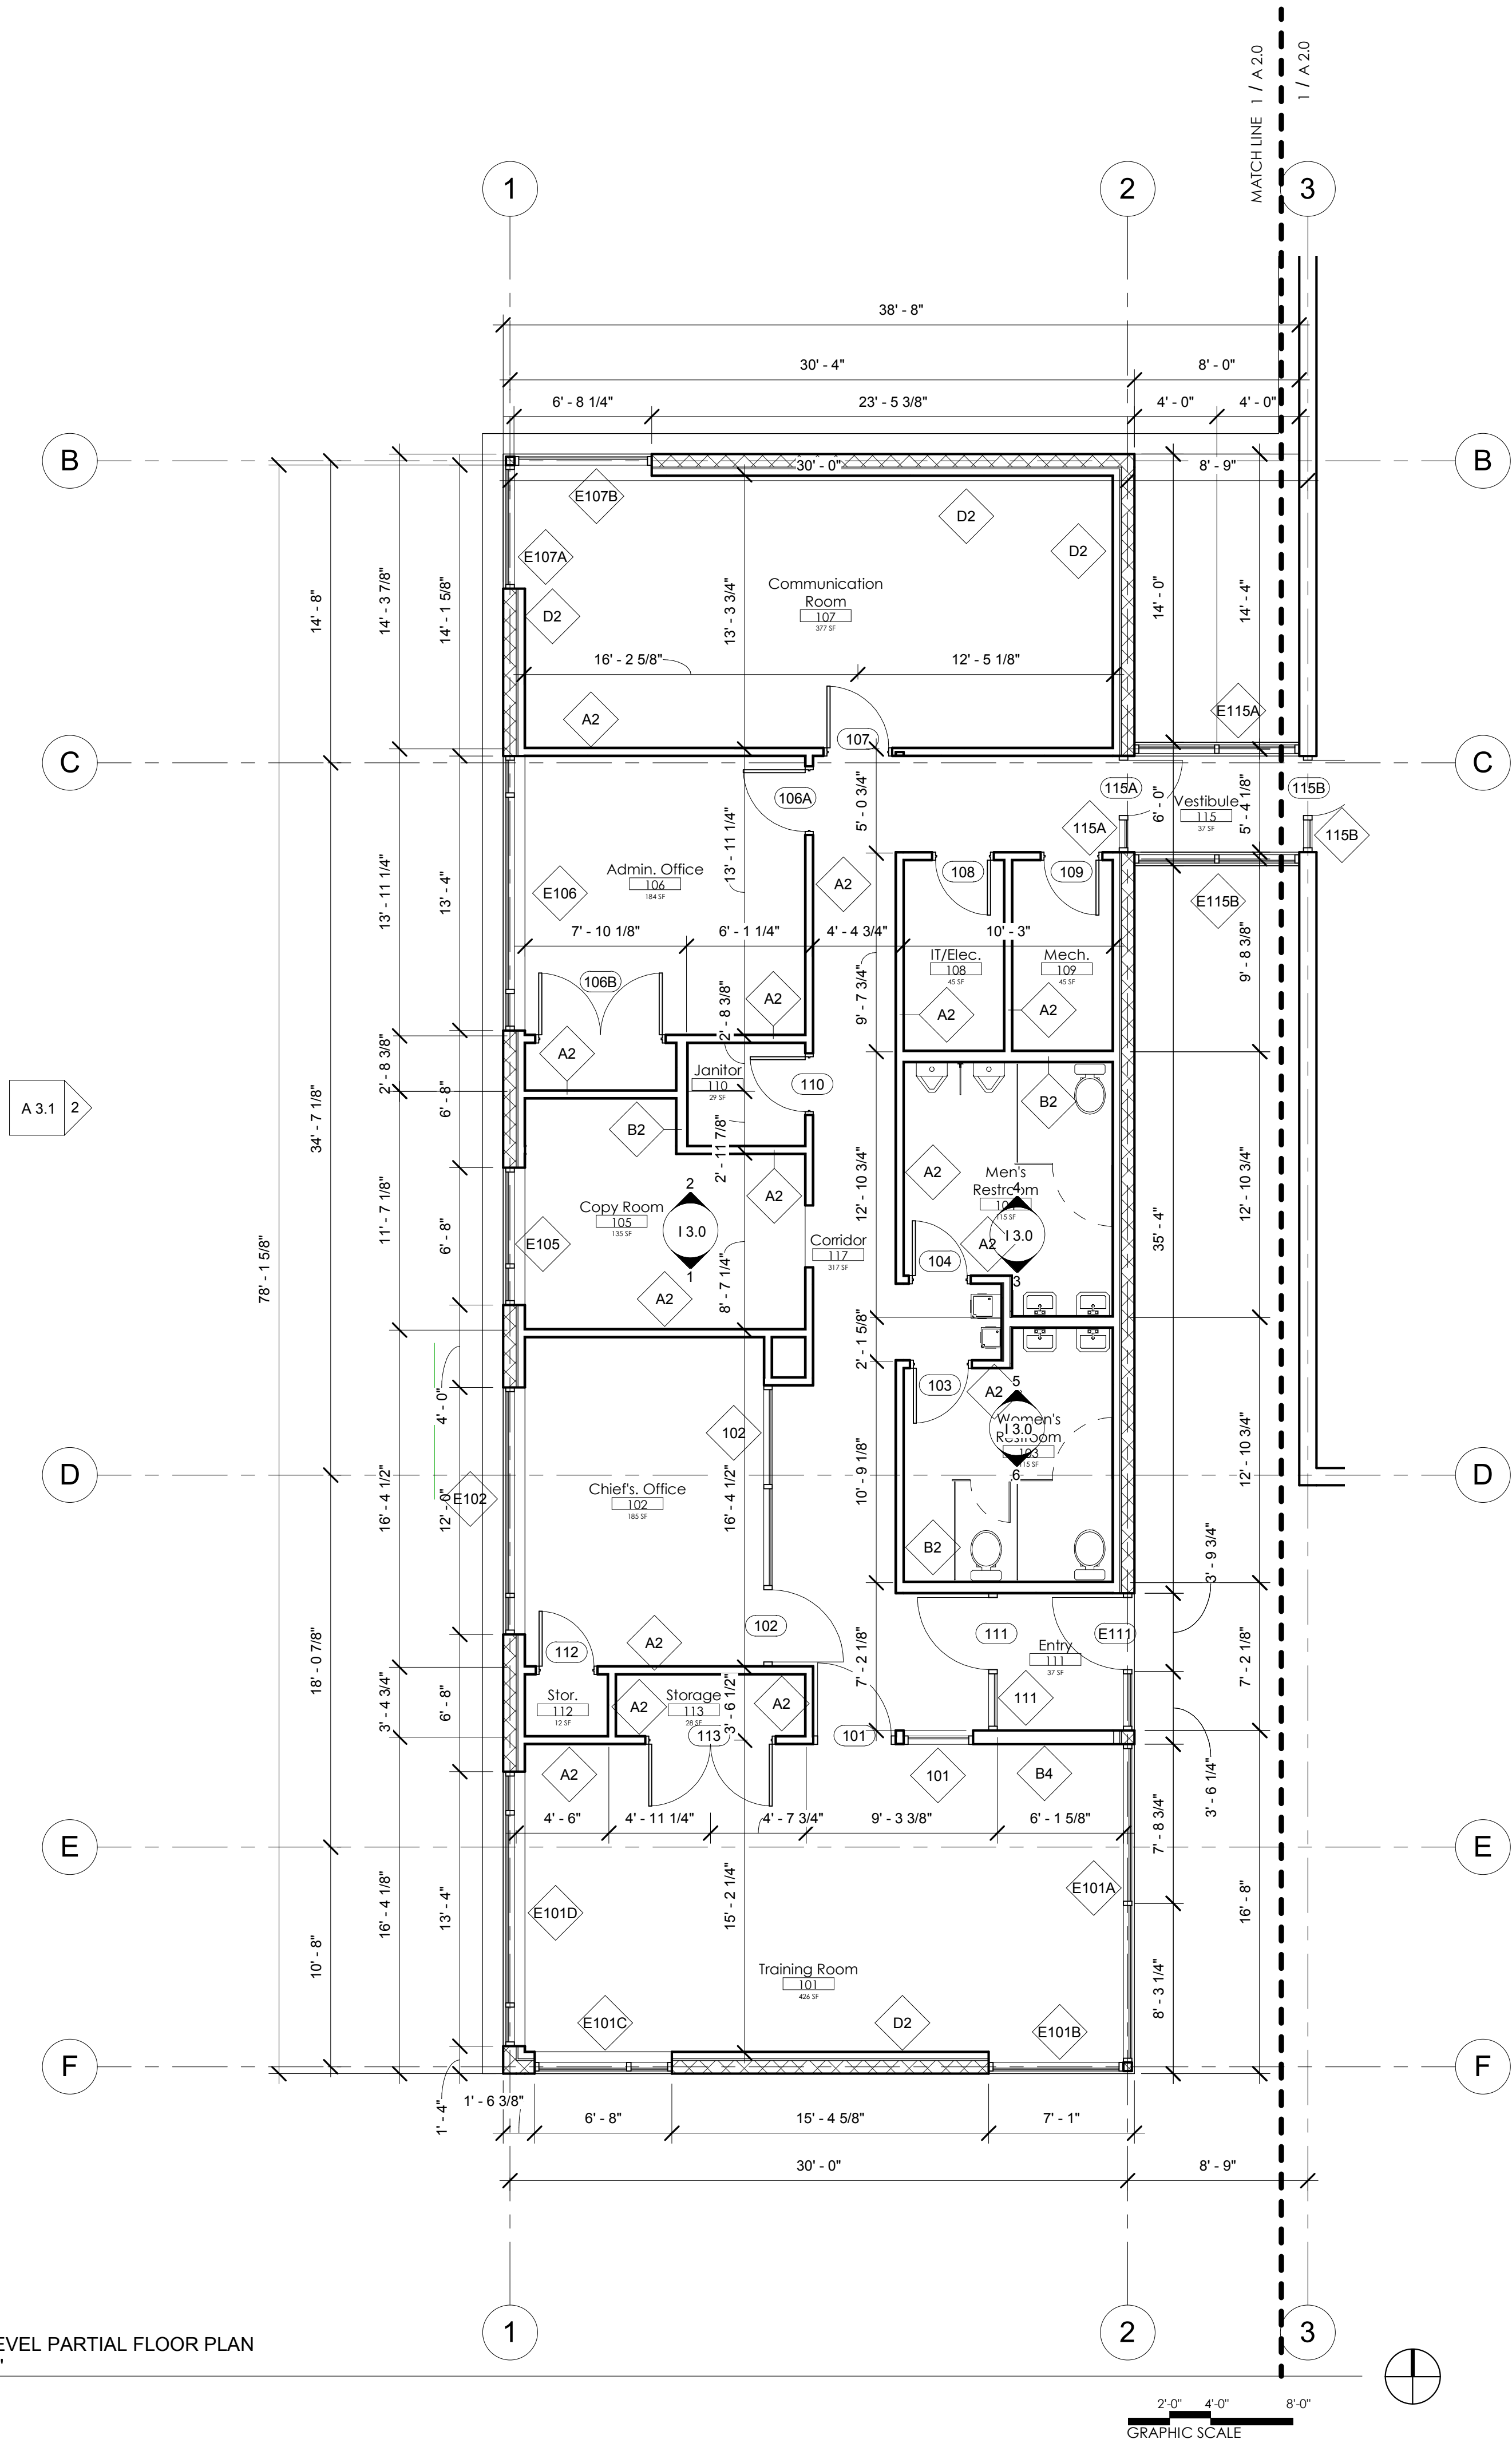 MATCH LINE 1 / A 2.0
1 / A 2.0
1
2
3
38' - 8"
30' - 4"
8' - 0"
6' - 8 1/4"
23' - 5 3/8"
4' - 0"
4' - 0"
B
30' - 0"
8' - 9"
B
E107B
D2
E107A
D2
D2
Communication
Room
107
377 SF
14' - 8"
14' - 3 7/8"
14' - 1 5/8"
13' - 3 3/4"
14' - 0"
14' - 4"
16' - 2 5/8"
12' - 5 1/8"
A2
E115A
107
C
C
106A
115A
115B
Vestibule
115
37 SF
6' - 0"
5' - 4 1/8"
5' - 0 3/4"
115A
115B
13' - 11 1/4"
Admin. Office
106
184 SF
E106
A2
108
109
E115B
13' - 11 1/4"
13' - 4"
7' - 10 1/8"
6' - 1 1/4"
4' - 4 3/4"
10' - 3"
IT/Elec.
108
45 SF
Mech.
109
45 SF
9' - 8 3/8"
106B
A2
2' - 8 3/8"
9' - 7 3/4"
A2
A2
A2
2' - 8 3/8"
6' - 8"
Janitor
110
29 SF
110
B2
A 3.1
2
34' - 7 1/8"
B2
2' - 11 7/8"
A2
A2
Men's
Restroom
115 SF
4
I 3.0
3
A2
12' - 10 3/4"
12' - 10 3/4"
35' - 4"
2
Copy Room
105
135 SF
I 3.0
1
E105
11' - 7 1/8"
6' - 8"
78' - 1 5/8"
Corridor
117
317 SF
104
A2
8' - 7 1/4"
2' - 1 5/8"
4' - 0"
103
A2
5
Women's
Restroom
103
115 SF
I 3.0
6
102
D
D
16' - 4 1/2"
12' - 0"
E102
Chief's. Office
102
185 SF
16' - 4 1/2"
10' - 9 1/8"
12' - 10 3/4"
B2
3' - 9 3/4"
102
111
E111
Entry
111
37 SF
112
A2
18' - 0 7/8"
3' - 4 3/4"
6' - 8"
7' - 2 1/8"
7' - 2 1/8"
Stor.
112
12 SF
A2
Storage
113
28 SF
A2
3' - 6 1/2"
111
113
101
A2
101
B4
3' - 6 1/4"
4' - 6"
4' - 11 1/4"
4' - 7 3/4"
9' - 3 3/8"
6' - 1 5/8"
7' - 8 3/4"
E
E
E101D
E101A
16' - 4 1/8"
13' - 4"
10' - 8"
15' - 2 1/4"
16' - 8"
Training Room
101
426 SF
8' - 3 1/4"
E101C
D2
E101B
F
F
1' - 4"
1' - 6 3/8"
6' - 8"
15' - 4 5/8"
7' - 1"
30' - 0"
8' - 9"
1
2
3
EVEL PARTIAL FLOOR PLAN
2'-0"
4'-0"
8'-0"
GRAPHIC SCALE